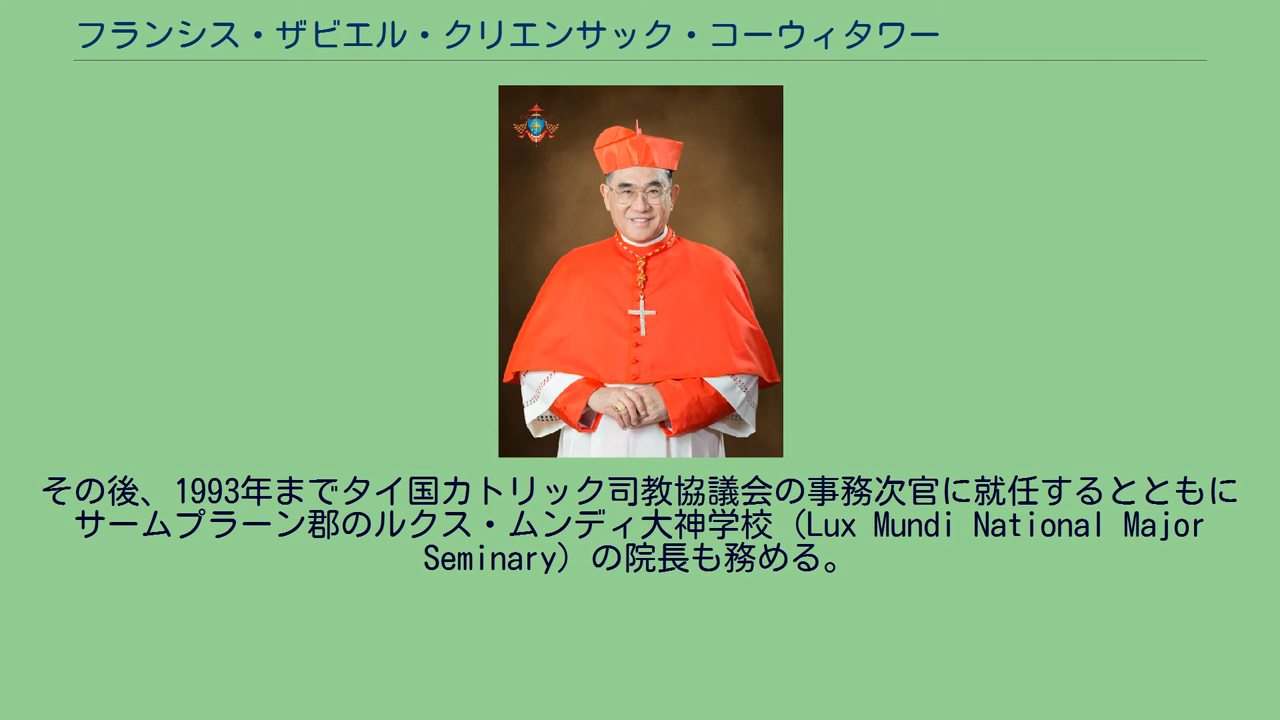 フランシス・ザビエル・クリエンサック・コーウィタワー
その後、1993年までタイ国カトリック司教協議会の事務次官に就任するとともに
サームプラーン郡のルクス・ムンディ大神学校（Lux Mundi National Major
Seminary）の院長も務める。